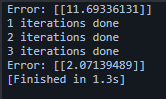 Error: [[11.69336131]]
1 iterations done
2 iterations done
3 iterations done
Error: [[2.07139489]]
[Finished in 1.3s]